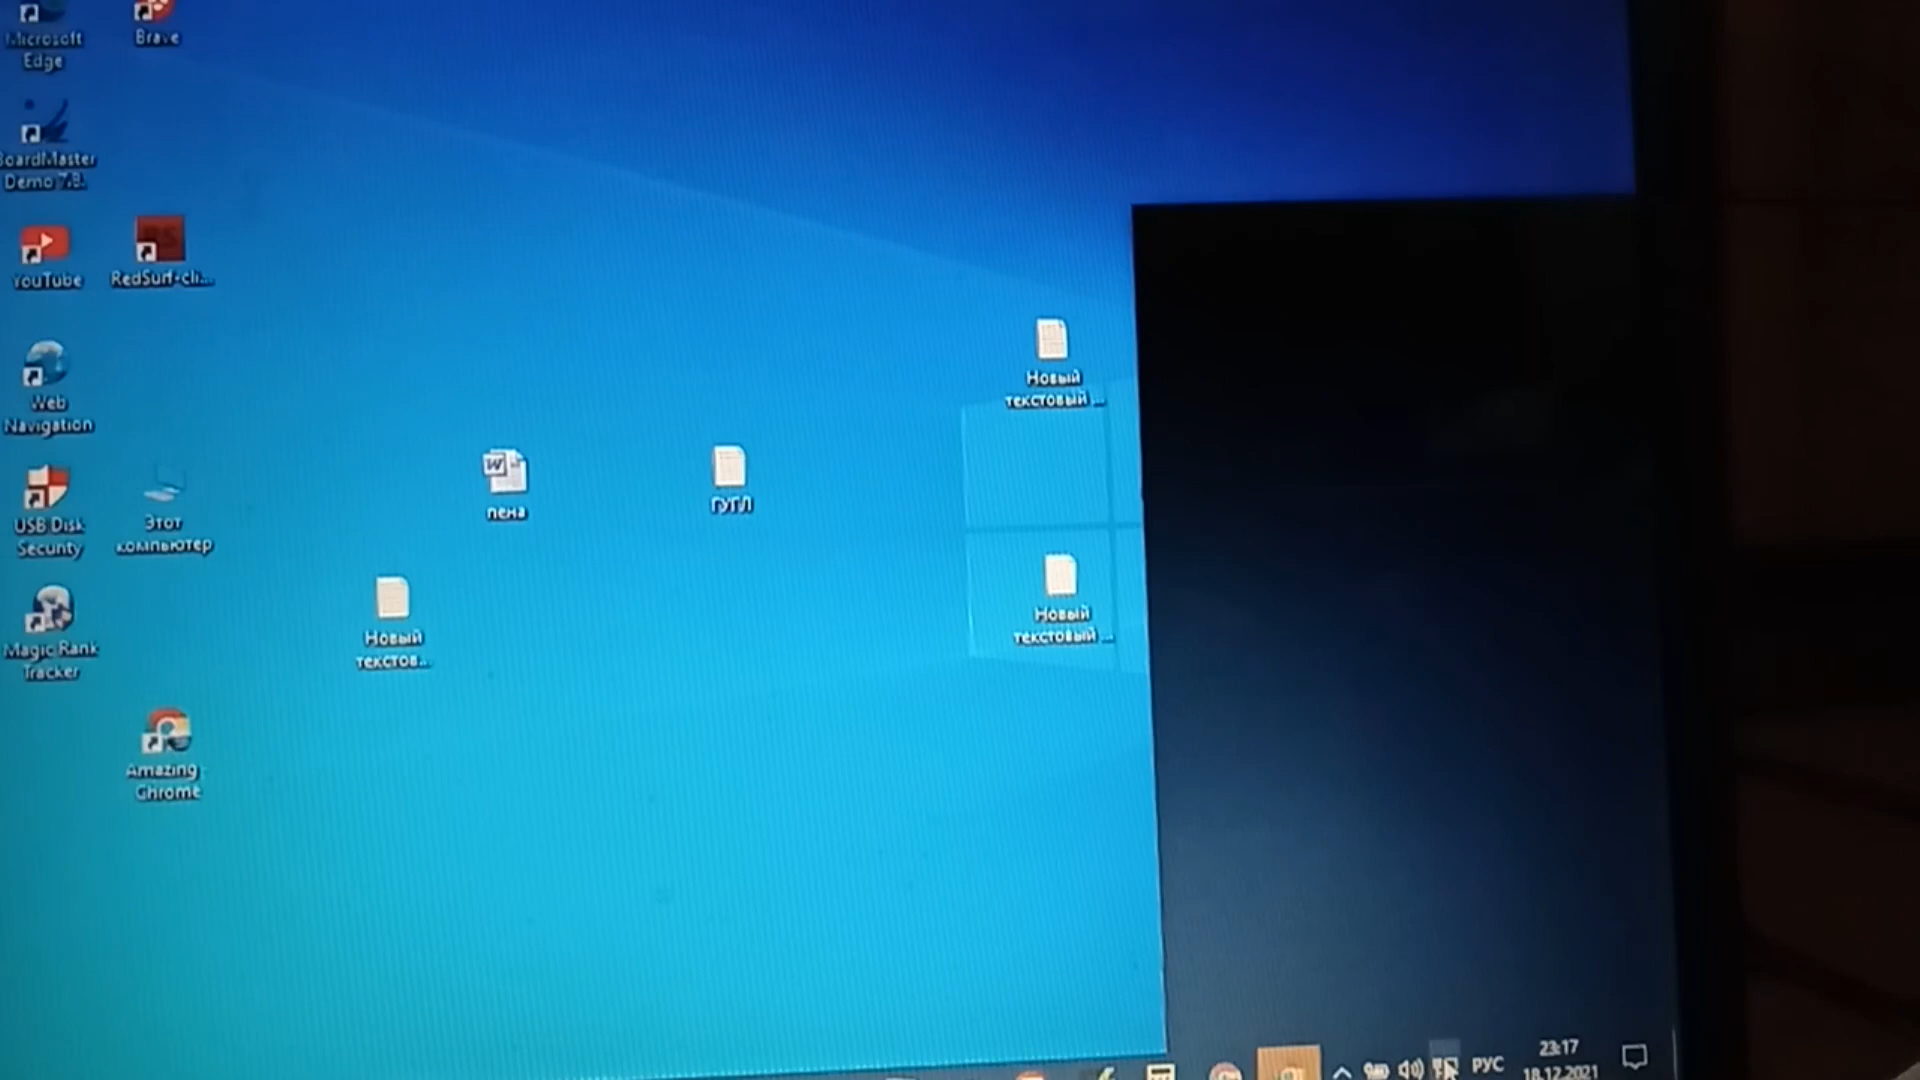 Microsoft
Edge
Brave
BoardMaster
Demo 7.8.
YouTube
RedSurf-cli...
Web
Navigation
USB Disk
Security
Этот
компьютер
Magic Rank
Tracker
Amazing
Chrome
пена
ГУГЛ
Новый
текстовый ...
Новый
текстовый ...
Новый
текстов...
РУС
23:17
18.12.2021